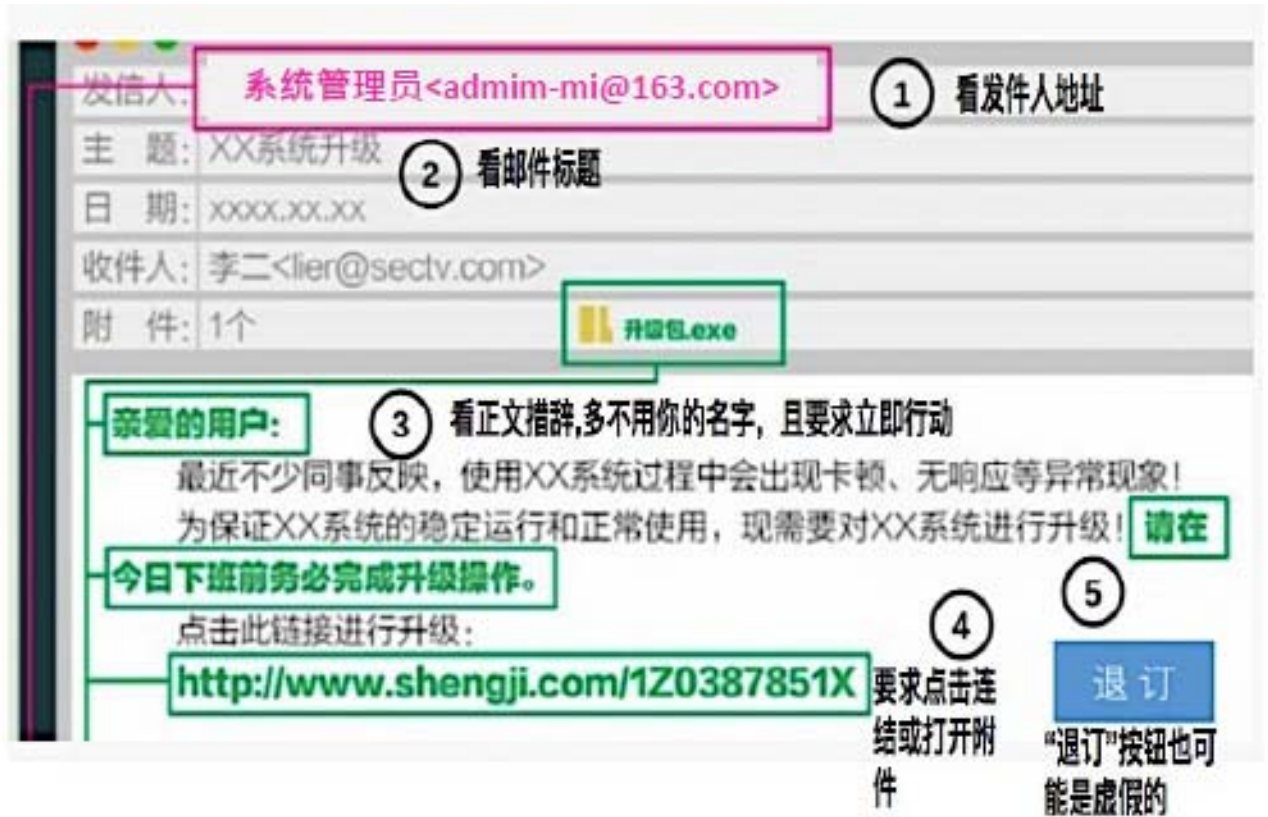 发信人: 系统管理员<admim-mi@163.com>
① 看发件人地址
主 题: XX系统升级
② 看邮件标题
日 期: xxxx.xx.xx
收件人: 李二<lier@sectv.com>
附 件: 1个
升级包.exe
亲爱的用户:
③ 看正文措辞,多不用你的名字, 且要求立即行动
最近不少同事反映, 使用XX系统过程中会出现卡顿、无响应等异常现象!
为保证XX系统的稳定运行和正常使用, 现需要对XX系统进行升级! 请在
今日下班前务必完成升级操作。
点击此链接进行升级:
http://www.shengji.com/1Z0387851X
④
要求点击连
结或打开附
件
⑤
退订
“退订”按钮也可
能是虚假的